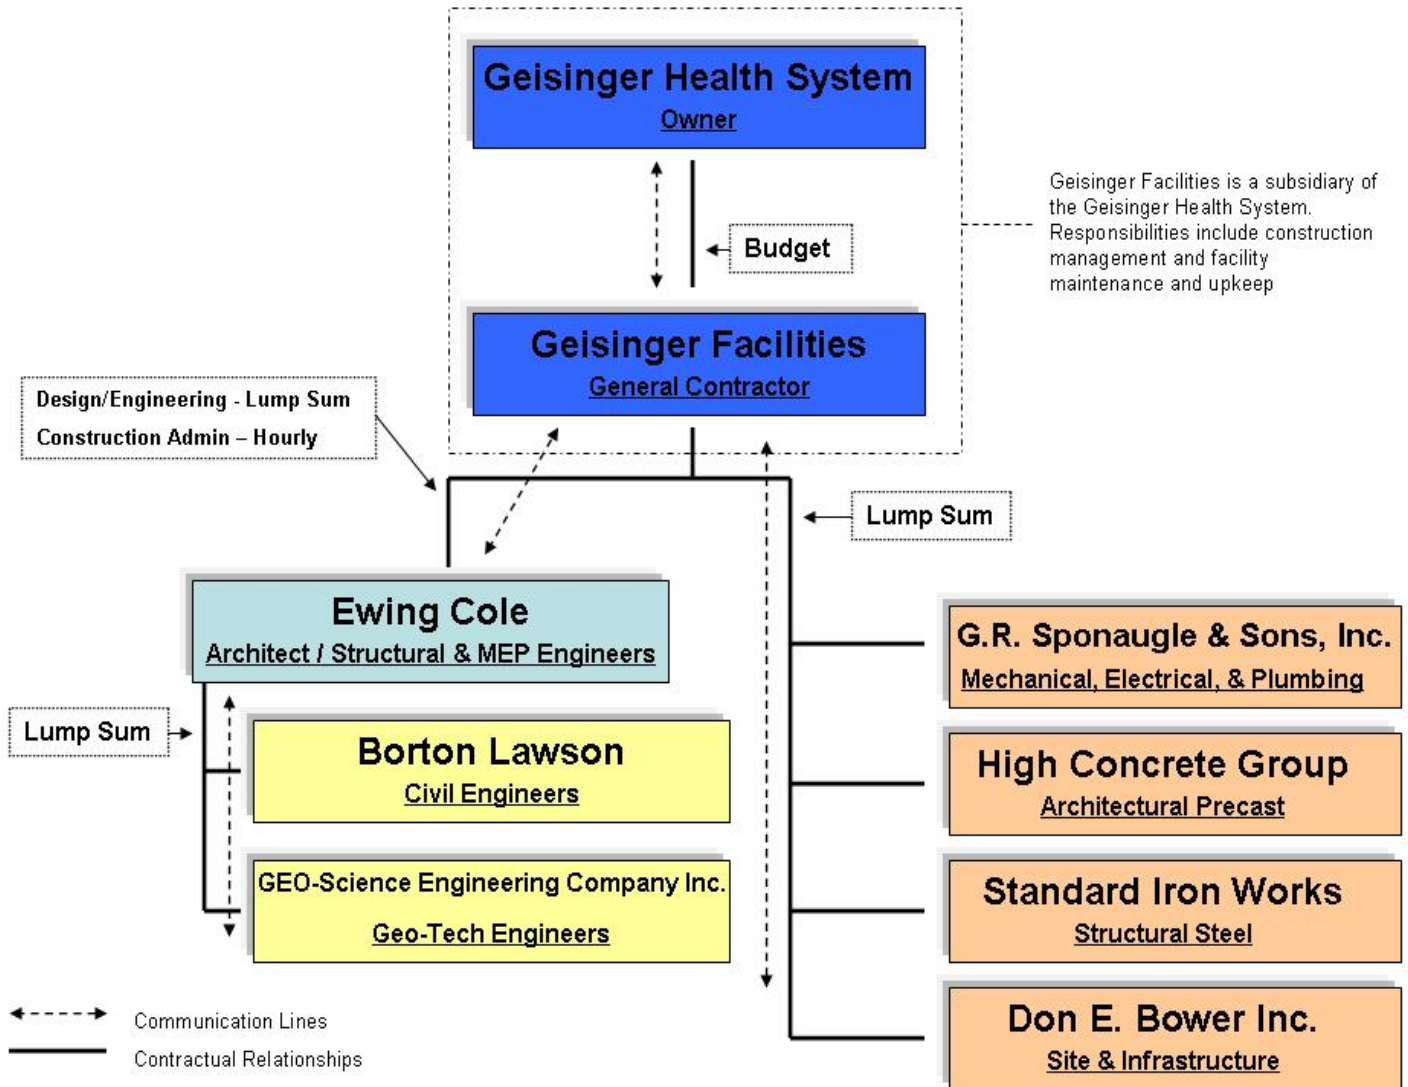 Geisinger Health System
Owner
Geisinger Facilities is a subsidiary of
the Geisinger Health System.
Responsibilities include construction
management and facility
maintenance and upkeep
Budget
Geisinger Facilities
General Contractor
Design/Engineering - Lump Sum
Construction Admin – Hourly
Lump Sum
Ewing Cole
Architect / Structural & MEP Engineers
Lump Sum
Borton Lawson
Civil Engineers
GEO-Science Engineering Company Inc.
Geo-Tech Engineers
G.R. Sponaugle & Sons, Inc.
Mechanical, Electrical, & Plumbing
High Concrete Group
Architectural Precast
Standard Iron Works
Structural Steel
Don E. Bower Inc.
Site & Infrastructure
Communication Lines
Contractual Relationships